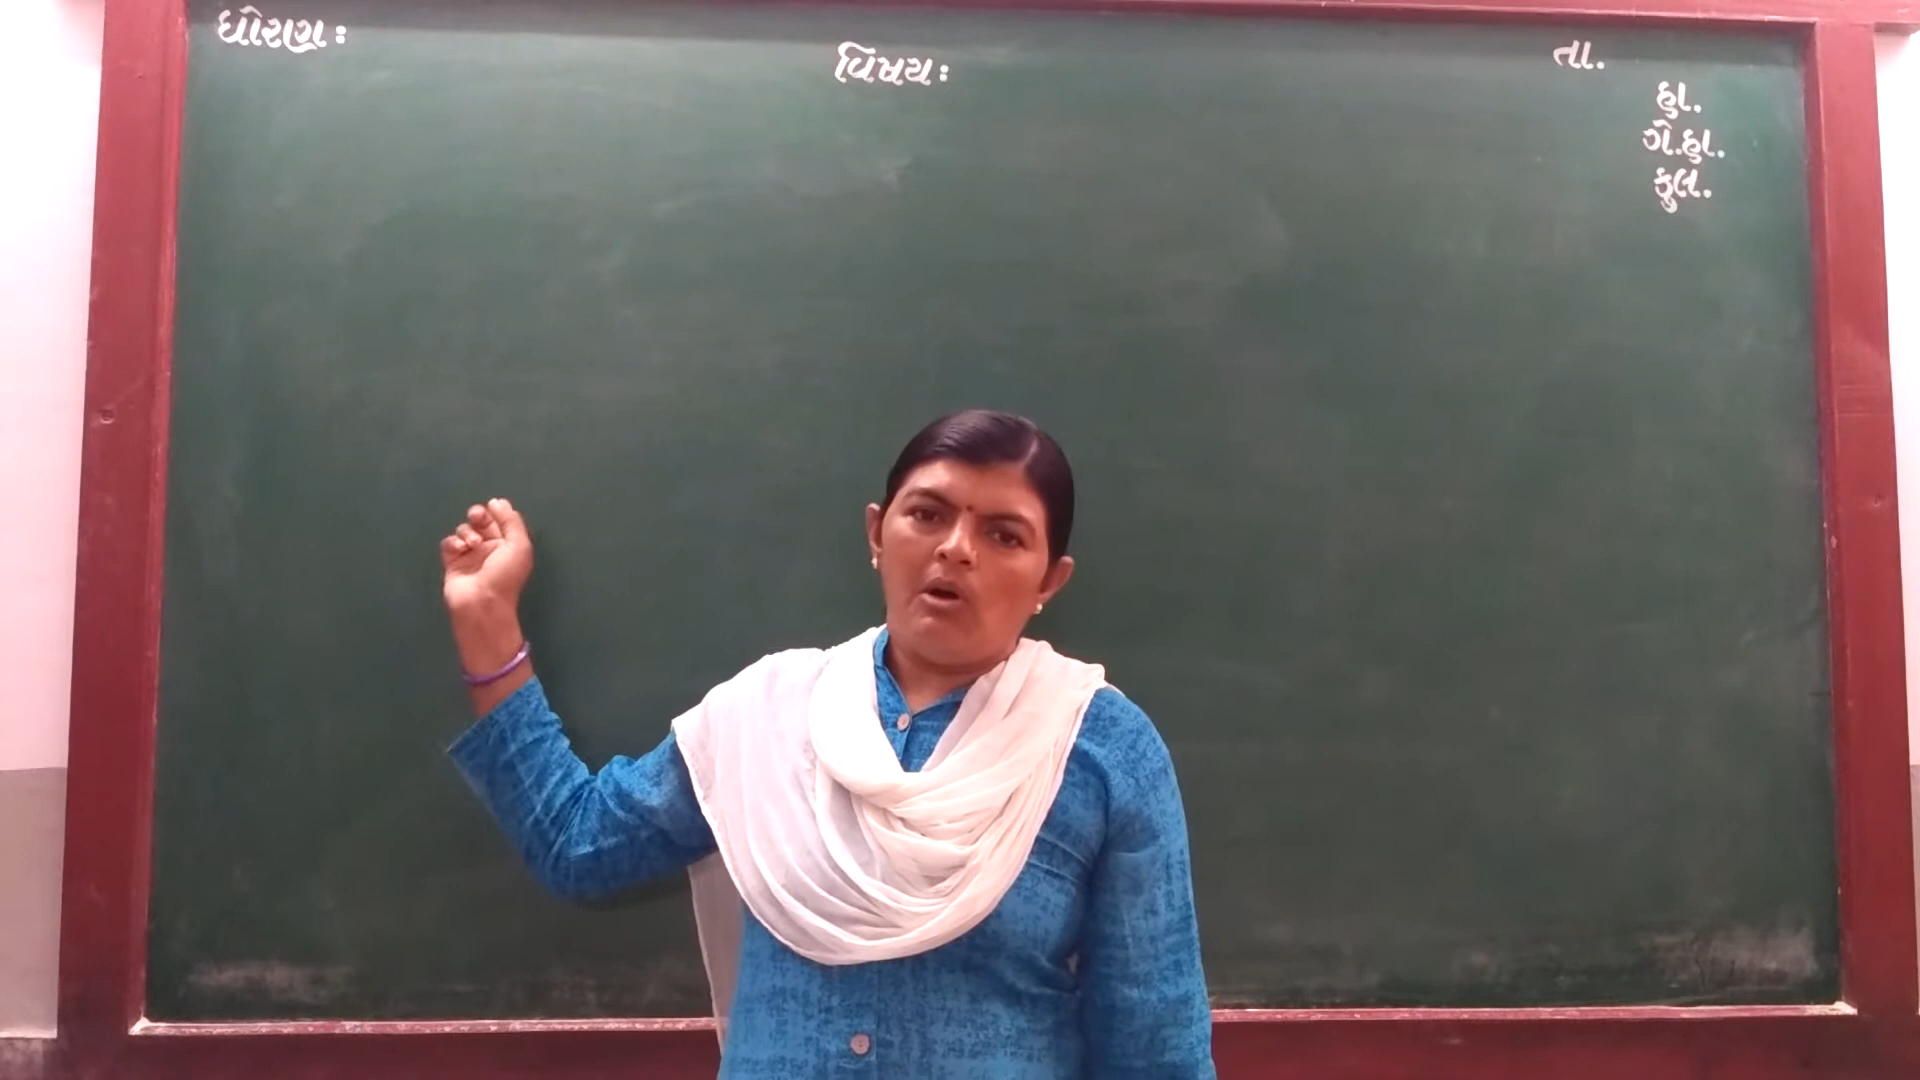 ધોરણ :
વિષય :
તા.
હા.
ગે.હા.
કુલ.